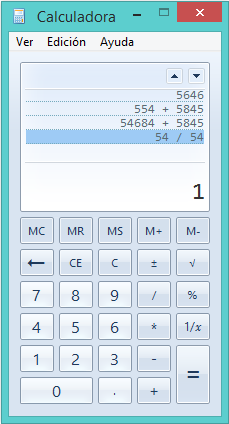 Calculadora
Ver Edición Ayuda
5646
554 + 5845
54684 + 5845
54 / 54
1
MC MR MS M+ M-
← CE C ± √
7 8 9 / %
4 5 6 * 1/x
1 2 3 - =
0 . +